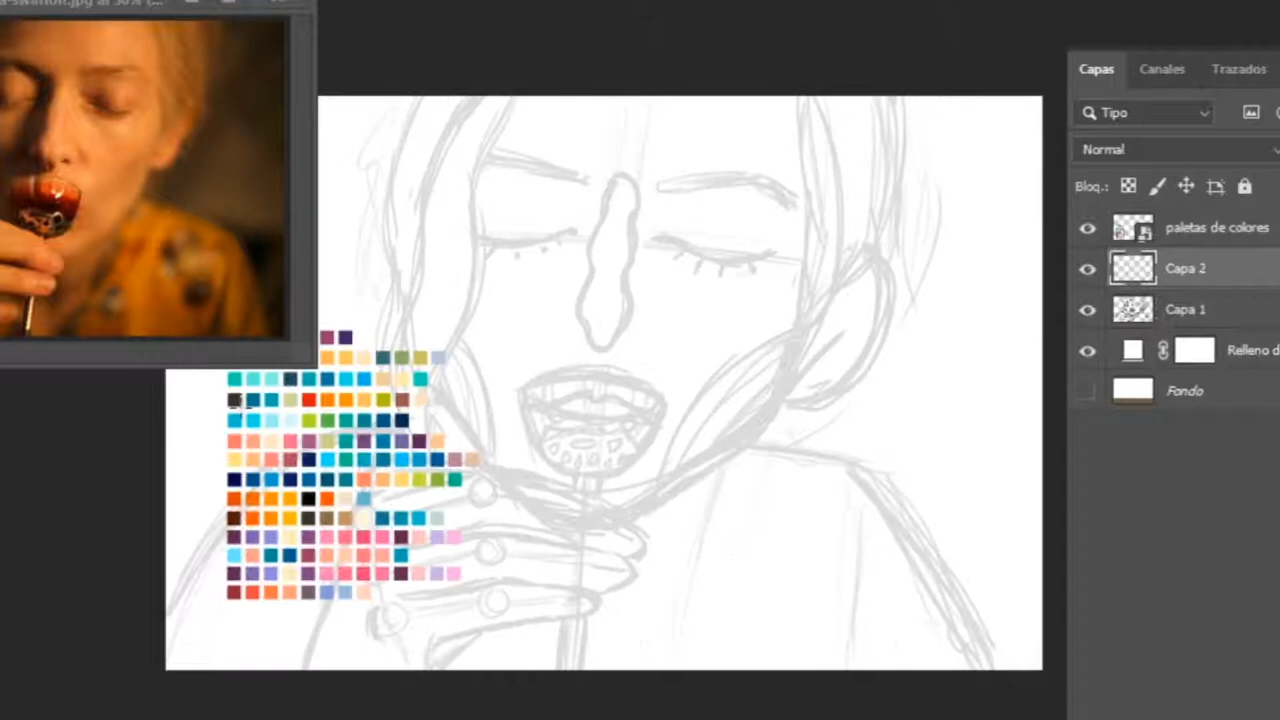 Capas Canales Trazados
Tipo
Normal
Bloq.:
paletas de colores
Capa 2
Capa 1
Relleno d
Fondo